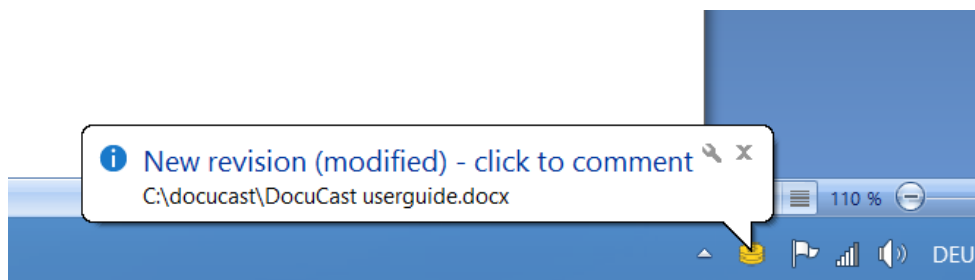 New revision (modified) - click to comment
C:\docucast\DocuCast userguide.docx
110 %
DEU